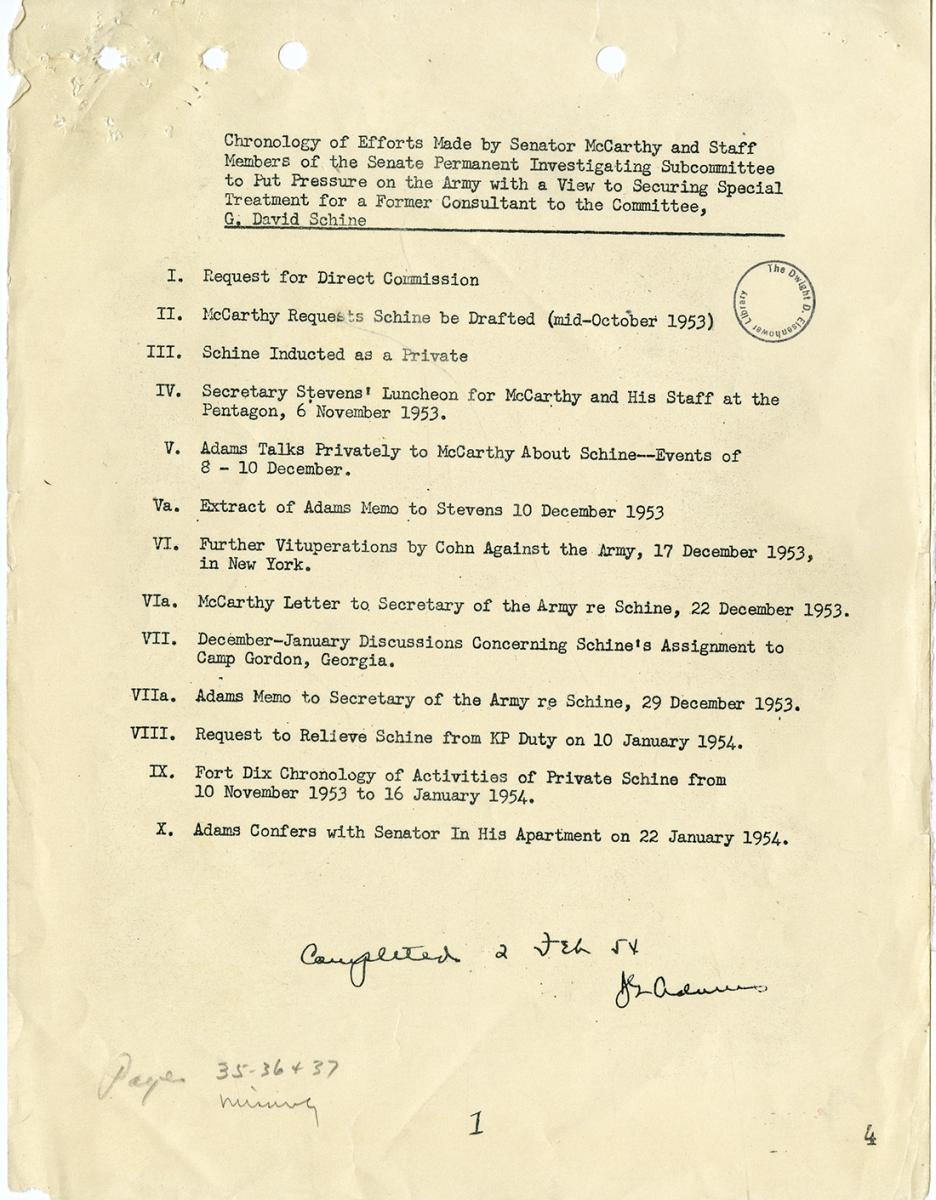 Chronology of Efforts Made by Senator McCarthy and Staff
Members of the Senate Permanent Investigating Subcommittee
to Put Pressure on the Army with a View to Securing Special
Treatment for a Former Consultant to the Committee,
G. David Schine
I. Request for Direct Commission
The Dwight D. Eisenhower Library
II. McCarthy Requests Schine be Drafted (mid-October 1953)
III. Schine Inducted as a Private
IV. Secretary Stevens' Luncheon for McCarthy and His Staff at the
Pentagon, 6 November 1953.
V. Adams Talks Privately to McCarthy About Schine--Events of
8 - 10 December.
Va. Extract of Adams Memo to Stevens 10 December 1953
VI. Further Vituperations by Cohn Against the Army, 17 December 1953,
in New York.
VIa. McCarthy Letter to Secretary of the Army re Schine, 22 December 1953.
VII. December-January Discussions Concerning Schine's Assignment to
Camp Gordon, Georgia.
VIIa. Adams Memo to Secretary of the Army re Schine, 29 December 1953.
VIII. Request to Relieve Schine from KP Duty on 10 January 1954.
IX. Fort Dix Chronology of Activities of Private Schine from
10 November 1953 to 16 January 1954.
X. Adams Confers with Senator In His Apartment on 22 January 1954.
Completed 2 Feb 54
JG Adams
Pages 35-36+37
missing
1
4